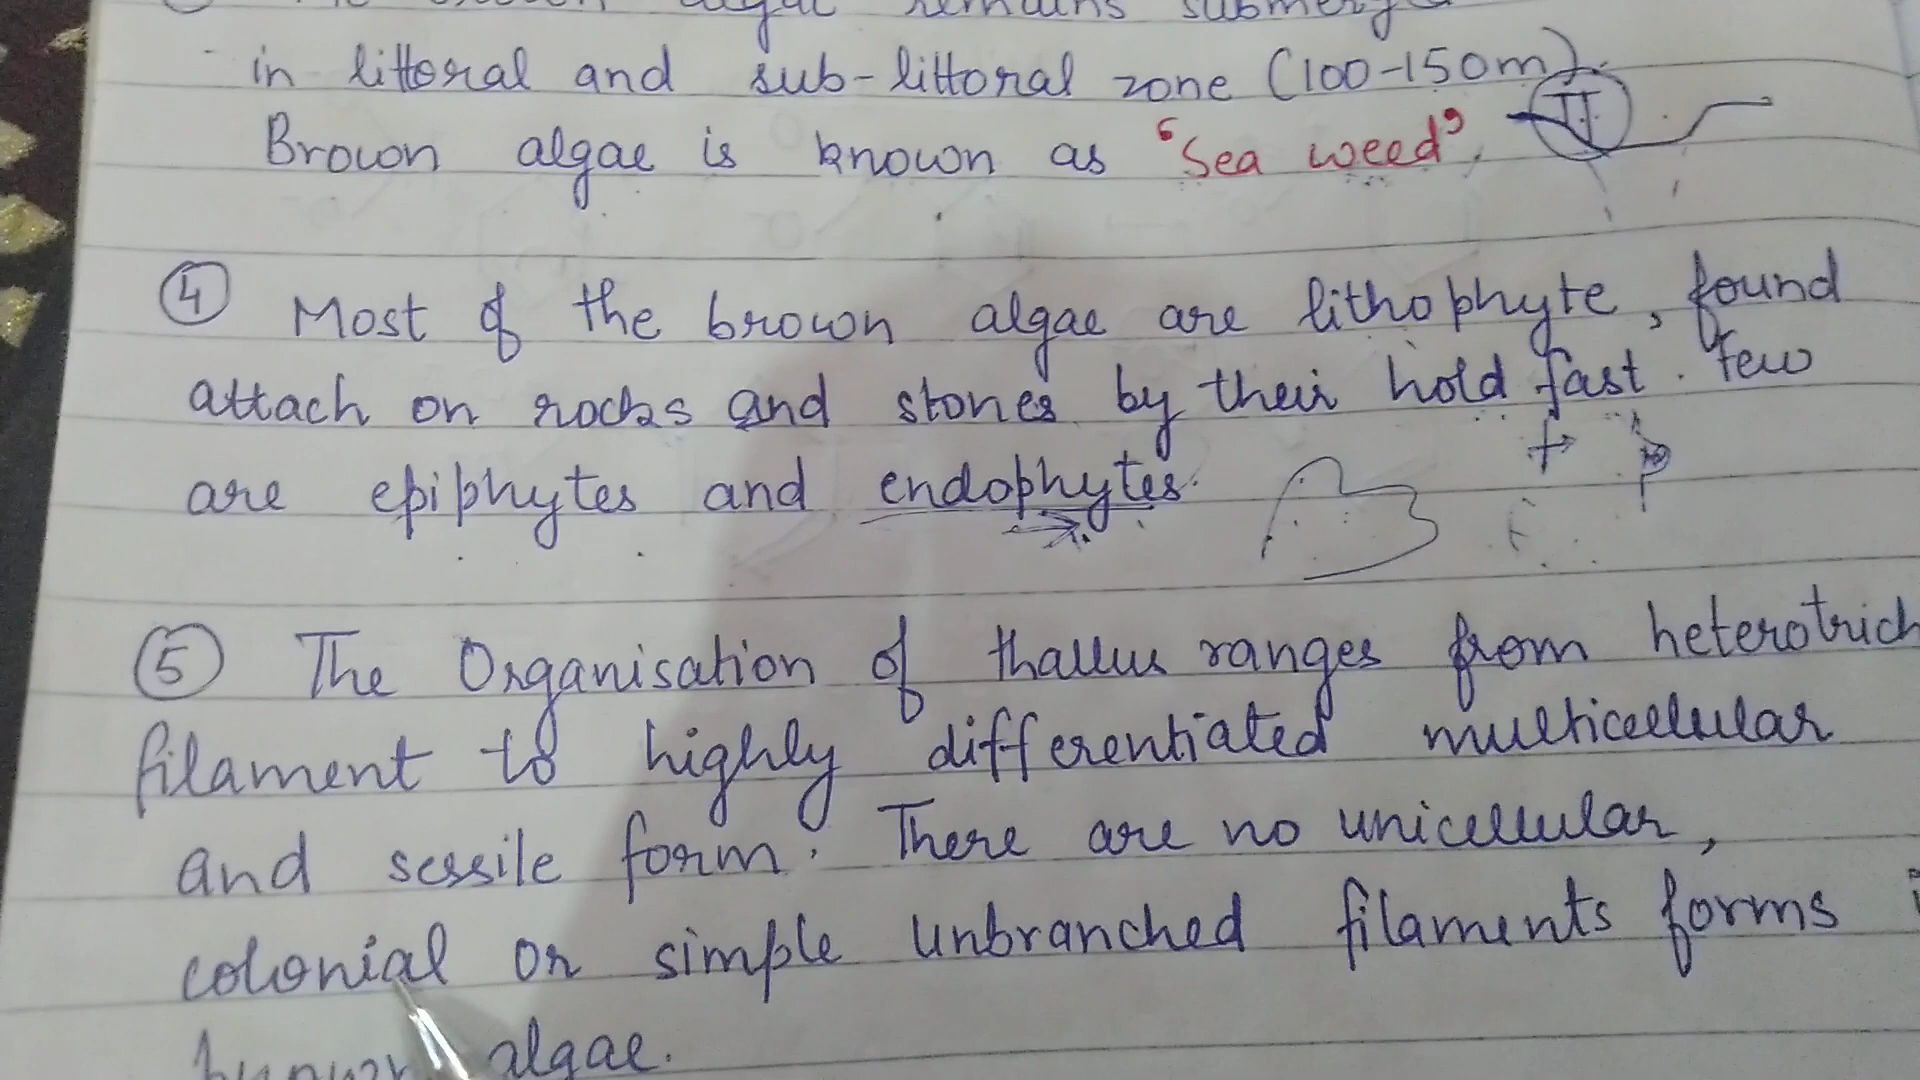 algae remains
in littoral and sub-littoral zone (100-150m).
Brown algae is known as "Sea weed",
④ Most of the brown algae are lithophyte, found
attach on rocks and stones by their hold fast. Few
are epiphytes and endophytes.
⑤ The Organisation of thallus ranges from heterotrich
filament to highly differentiated multicellular
and sessile form. There are no unicellular,
colonial or simple unbranched filaments forms i
algae.